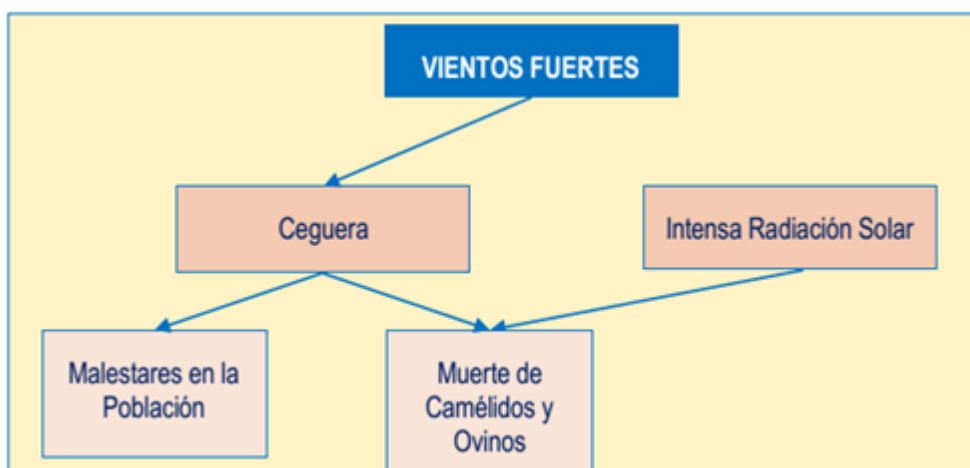 VIENTOS FUERTES
Ceguera
Intensa Radiación Solar
Malestares en la
Población
Muerte de
Camélidos y
Ovinos